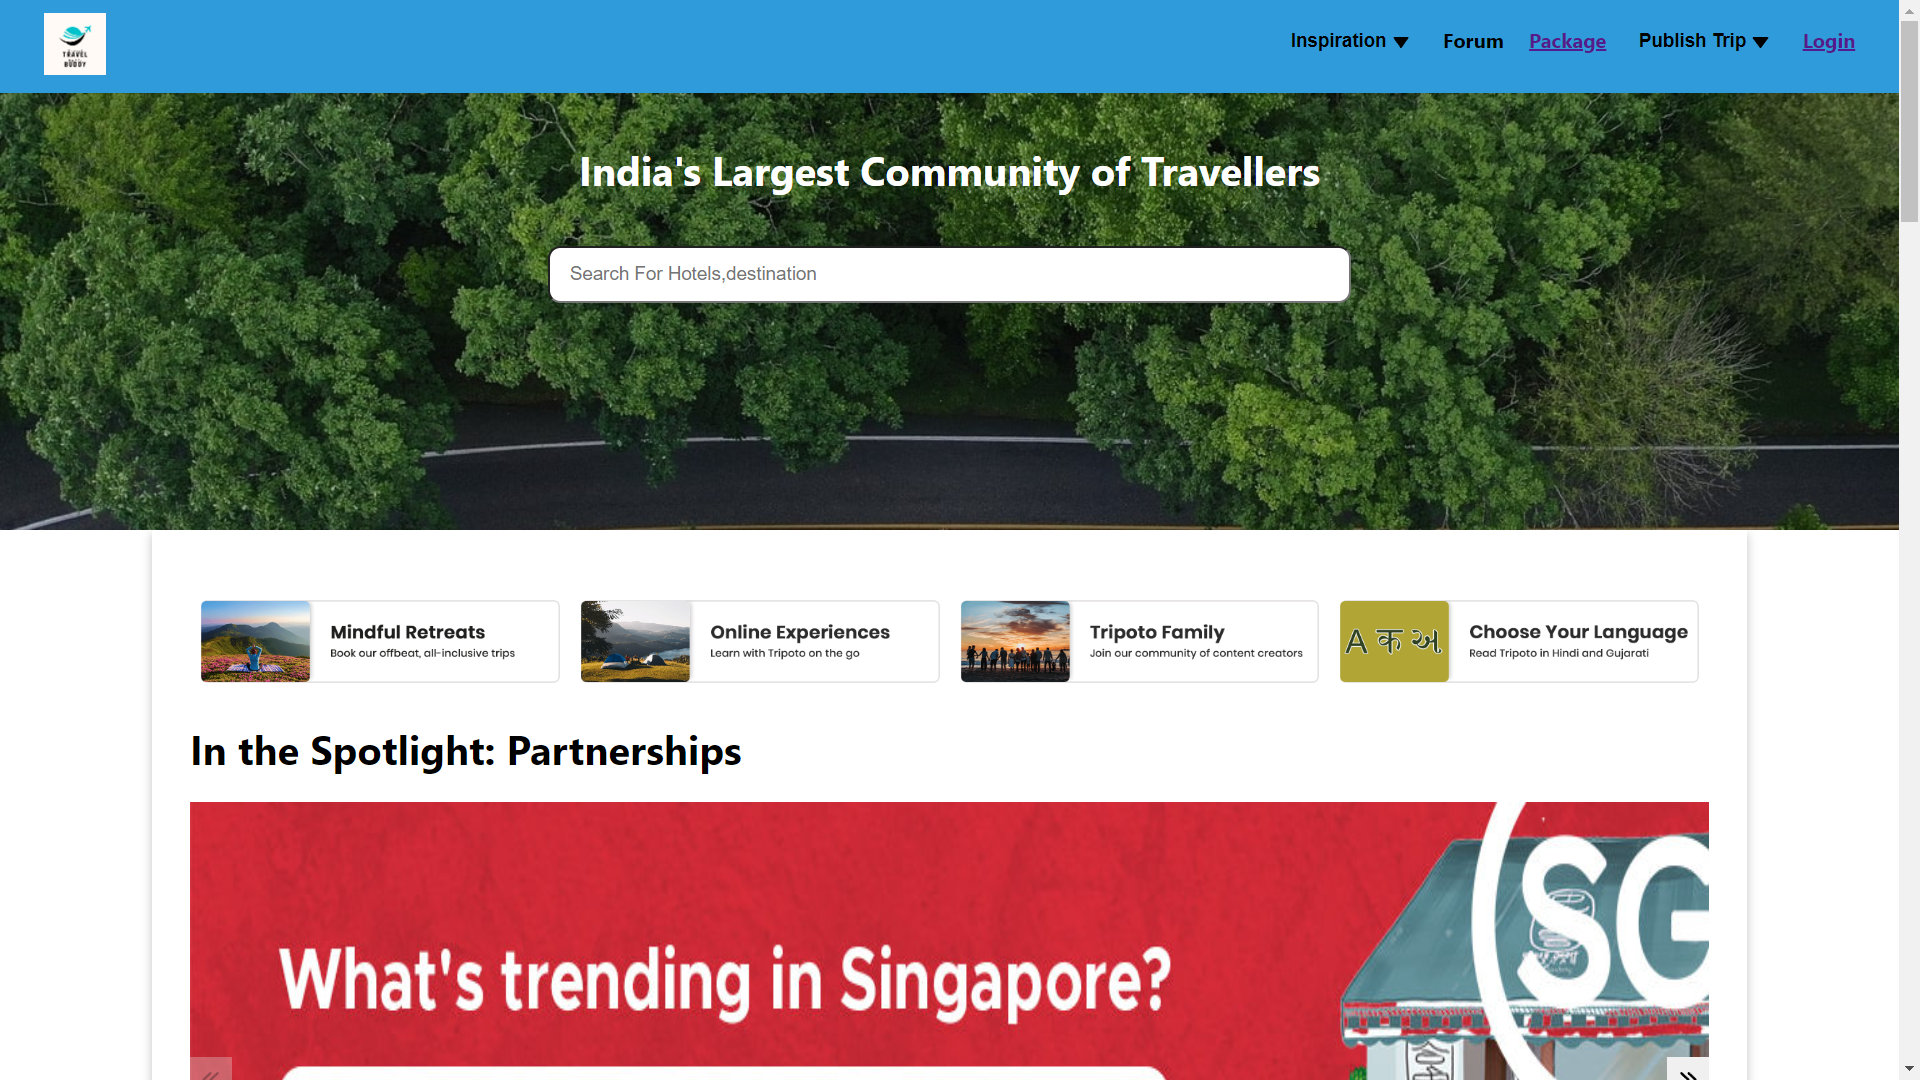 TRAVEL
BUDDY
Inspiration
Forum
Package
Publish Trip
Login
India's Largest Community of Travellers
Search For Hotels,destination
Mindful Retreats
Book our offbeat, all-inclusive trips
Online Experiences
Learn with Tripoto on the go
Tripoto Family
Join our community of content creators
A क અ
Choose Your Language
Read Tripoto in Hindi and Gujarati
In the Spotlight: Partnerships
What's trending in Singapore?
SG